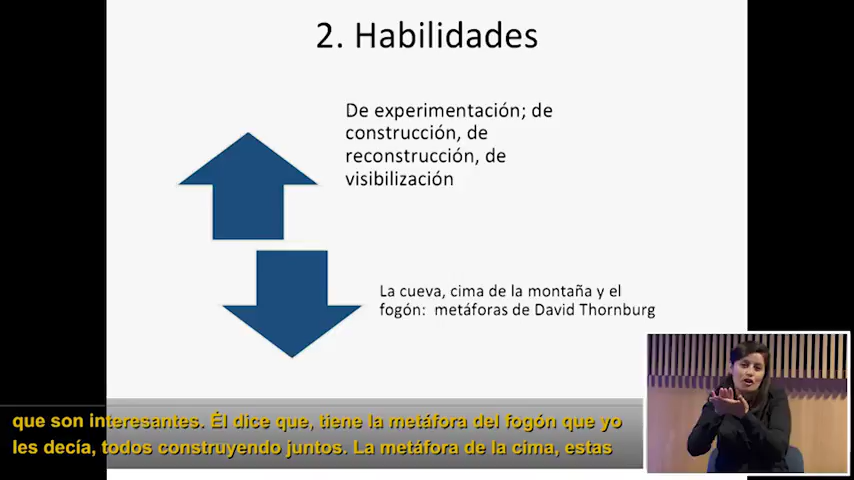 2. Habilidades
De experimentación; de
construcción, de
reconstrucción, de
visibilización
La cueva, cima de la montaña y el
fogón:  metáforas de David Thornburg
que son interesantes. Él dice que, tiene la metáfora del fogón que yo
les decía, todos construyendo juntos. La metáfora de la cima, estas